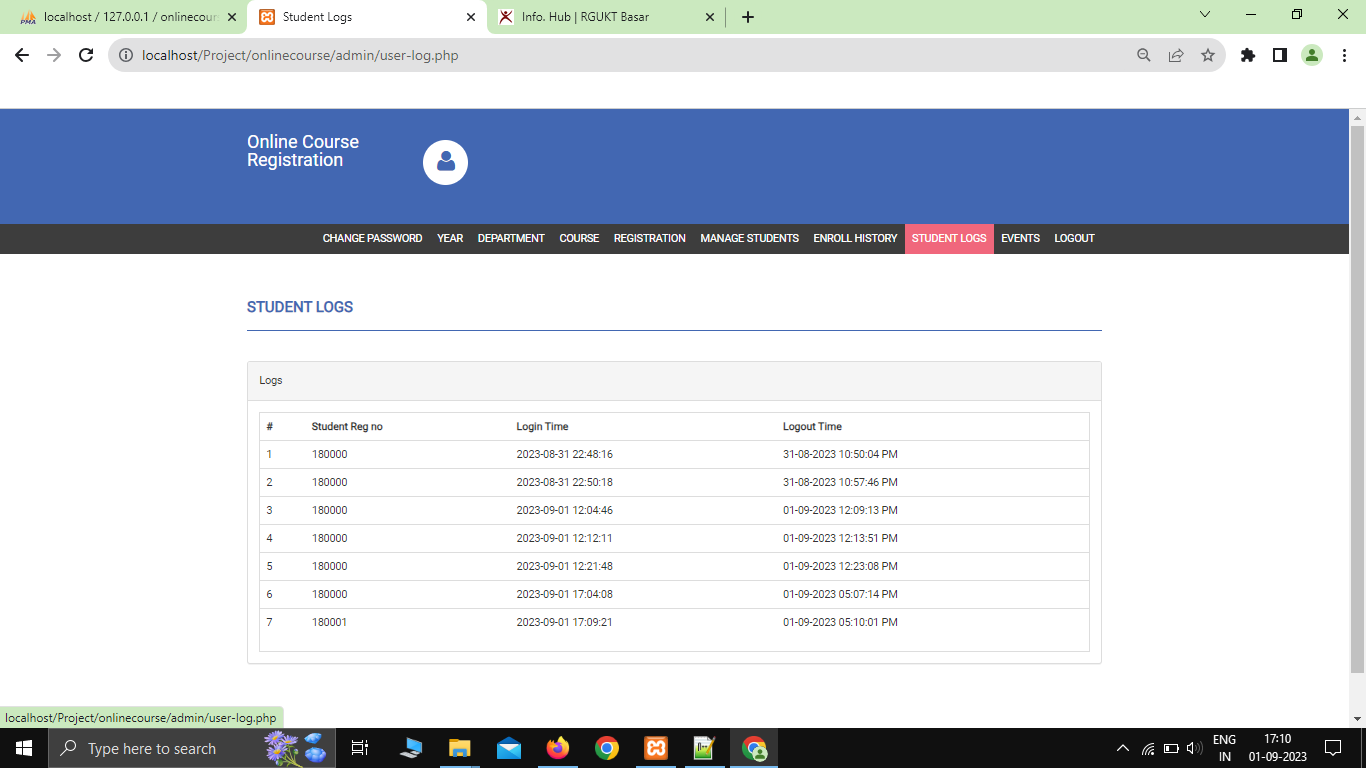 PMA
localhost / 127.0.0.1 / onlinecour
Student Logs
Info. Hub | RGUKT Basar
localhost/Project/onlinecourse/admin/user-log.php
Online Course
Registration
CHANGE PASSWORD YEAR DEPARTMENT COURSE REGISTRATION MANAGE STUDENTS ENROLL HISTORY STUDENT LOGS EVENTS LOGOUT
STUDENT LOGS
Logs
# Student Reg no Login Time Logout Time
1 180000 2023-08-31 22:48:16 31-08-2023 10:50:04 PM
2 180000 2023-08-31 22:50:18 31-08-2023 10:57:46 PM
3 180000 2023-09-01 12:04:46 01-09-2023 12:09:13 PM
4 180000 2023-09-01 12:12:11 01-09-2023 12:13:51 PM
5 180000 2023-09-01 12:21:48 01-09-2023 12:23:08 PM
6 180000 2023-09-01 17:04:08 01-09-2023 05:07:14 PM
7 180001 2023-09-01 17:09:21 01-09-2023 05:10:01 PM
localhost/Project/onlinecourse/admin/user-log.php
Type here to search
ENG
IN
17:10
01-09-2023